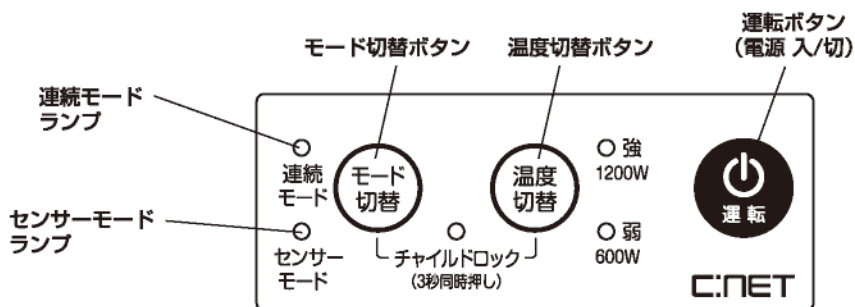 モード切替ボタン
温度切替ボタン
運転ボタン
（電源 入/切）
連続モード
ランプ
センサーモード
ランプ
連続
モード
モード
切替
温度
切替
強
1200W
運転
センサー
モード
チャイルドロック
（3秒同時押し）
弱
600W
C:NET